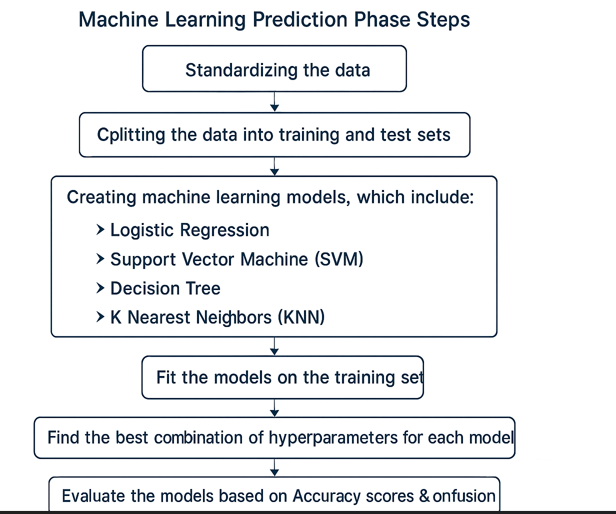 Machine Learning Prediction Phase Steps
Standardizing the data
Cplitting the data into training and test sets
Creating machine learning models, which include:
➤ Logistic Regression
➤ Support Vector Machine (SVM)
➤ Decision Tree
➤ K Nearest Neighbors (KNN)
Fit the models on the training set
Find the best combination of hyperparameters for each model
Evaluate the models based on Accuracy scores & onfusion